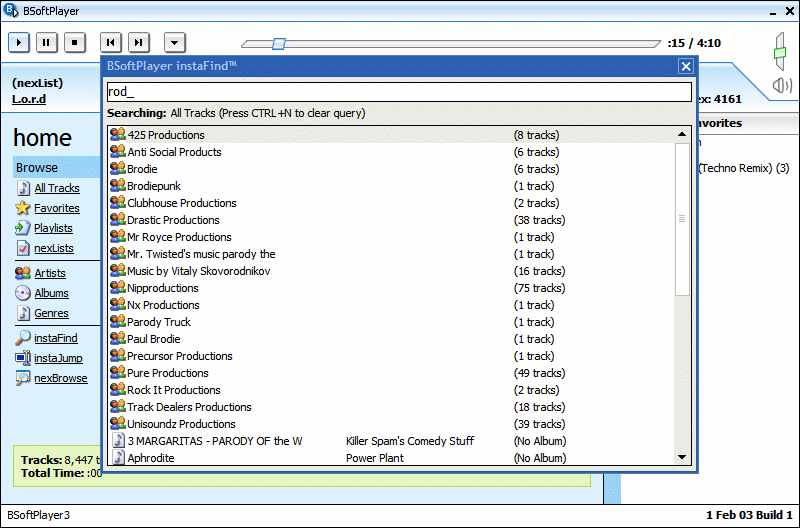 BSoftPlayer
:15 / 4:10
(nexList)
L.o.r.d
ex: 4161
BSoftPlayer instaFind™
rod_
Searching: All Tracks (Press CTRL+N to clear query)
425 Productions (8 tracks)
Anti Social Products (6 tracks)
Brodie (6 tracks)
Brodiepunk (1 track)
Clubhouse Productions (2 tracks)
Drastic Productions (38 tracks)
Mr Royce Productions (1 track)
Mr. Twisted's music parody the (1 track)
Music by Vitaly Skovorodnikov (16 tracks)
Nipproductions (75 tracks)
Nx Productions (1 track)
Parody Truck (1 track)
Paul Brodie (1 track)
Precursor Productions (1 track)
Pure Productions (49 tracks)
Rock It Productions (2 tracks)
Track Dealers Productions (18 tracks)
Unisoundz Productions (39 tracks)
3 MARGARITAS - PARODY OF the W Killer Spam's Comedy Stuff (No Album)
Aphrodite Power Plant (No Album)
home
Browse
All Tracks
Favorites
Playlists
nexLists
Artists
Albums
Genres
instaFind
instaJump
nexBrowse
vorites
(Techno Remix) (3)
Tracks: 8,447 t
Total Time: :00
BSoftPlayer3
1 Feb 03 Build 1